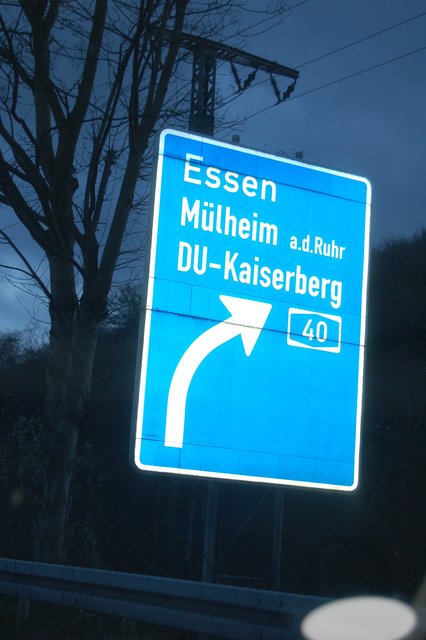 Essen
Mülheim a.d.Ruhr
DU-Kaiserberg
40